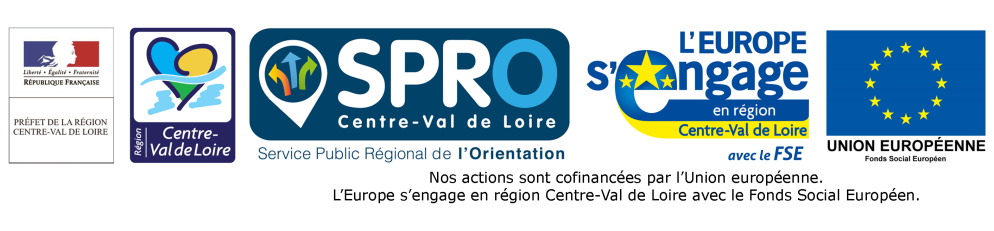 Liberté • Égalité • Fraternité
RÉPUBLIQUE FRANÇAISE
PRÉFET DE LA RÉGION
CENTRE-VAL DE LOIRE
Région
Centre-
Val de Loire
SPRO
Centre-Val de Loire
Service Public Régional de l'Orientation
L'EUROPE
s'engage
en région
Centre-Val de Loire
avec le FSE
UNION EUROPÉENNE
Fonds Social Européen
Nos actions sont cofinancées par l'Union européenne.
L'Europe s'engage en région Centre-Val de Loire avec le Fonds Social Européen.